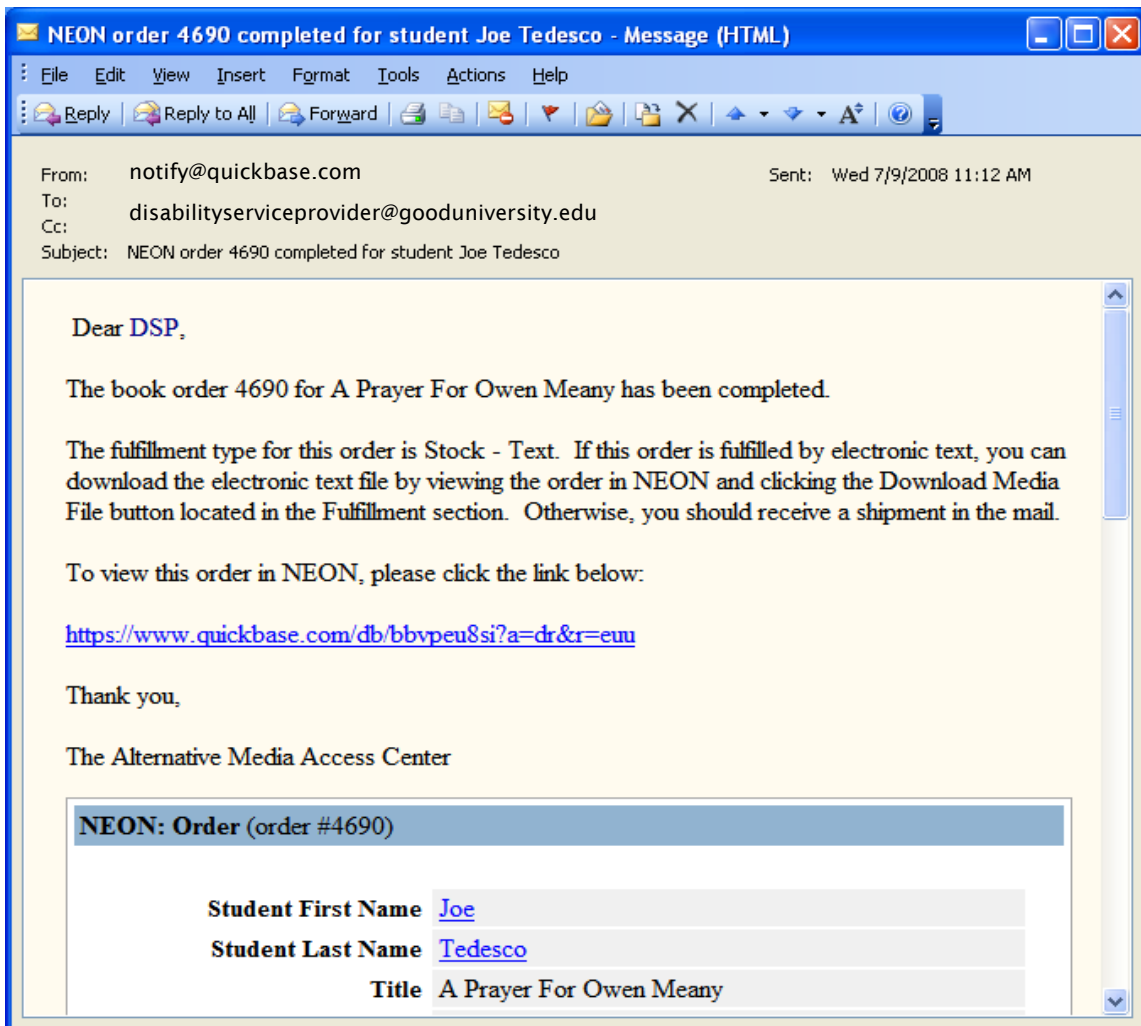 NEON order 4690 completed for student Joe Tedesco - Message (HTML)
File Edit View Insert Format Tools Actions Help
Reply Reply to All Forward
From: notify@quickbase.com Sent: Wed 7/9/2008 11:12 AM
To: disabilityserviceprovider@gooduniversity.edu
Cc:
Subject: NEON order 4690 completed for student Joe Tedesco
Dear DSP,
The book order 4690 for A Prayer For Owen Meany has been completed.
The fulfillment type for this order is Stock - Text. If this order is fulfilled by electronic text, you can
download the electronic text file by viewing the order in NEON and clicking the Download Media
File button located in the Fulfillment section. Otherwise, you should receive a shipment in the mail.
To view this order in NEON, please click the link below:
https://www.quickbase.com/db/bbvpeu8si?a=dr&r=euu
Thank you,
The Alternative Media Access Center
NEON: Order (order #4690)
Student First Name Joe
Student Last Name Tedesco
Title A Prayer For Owen Meany